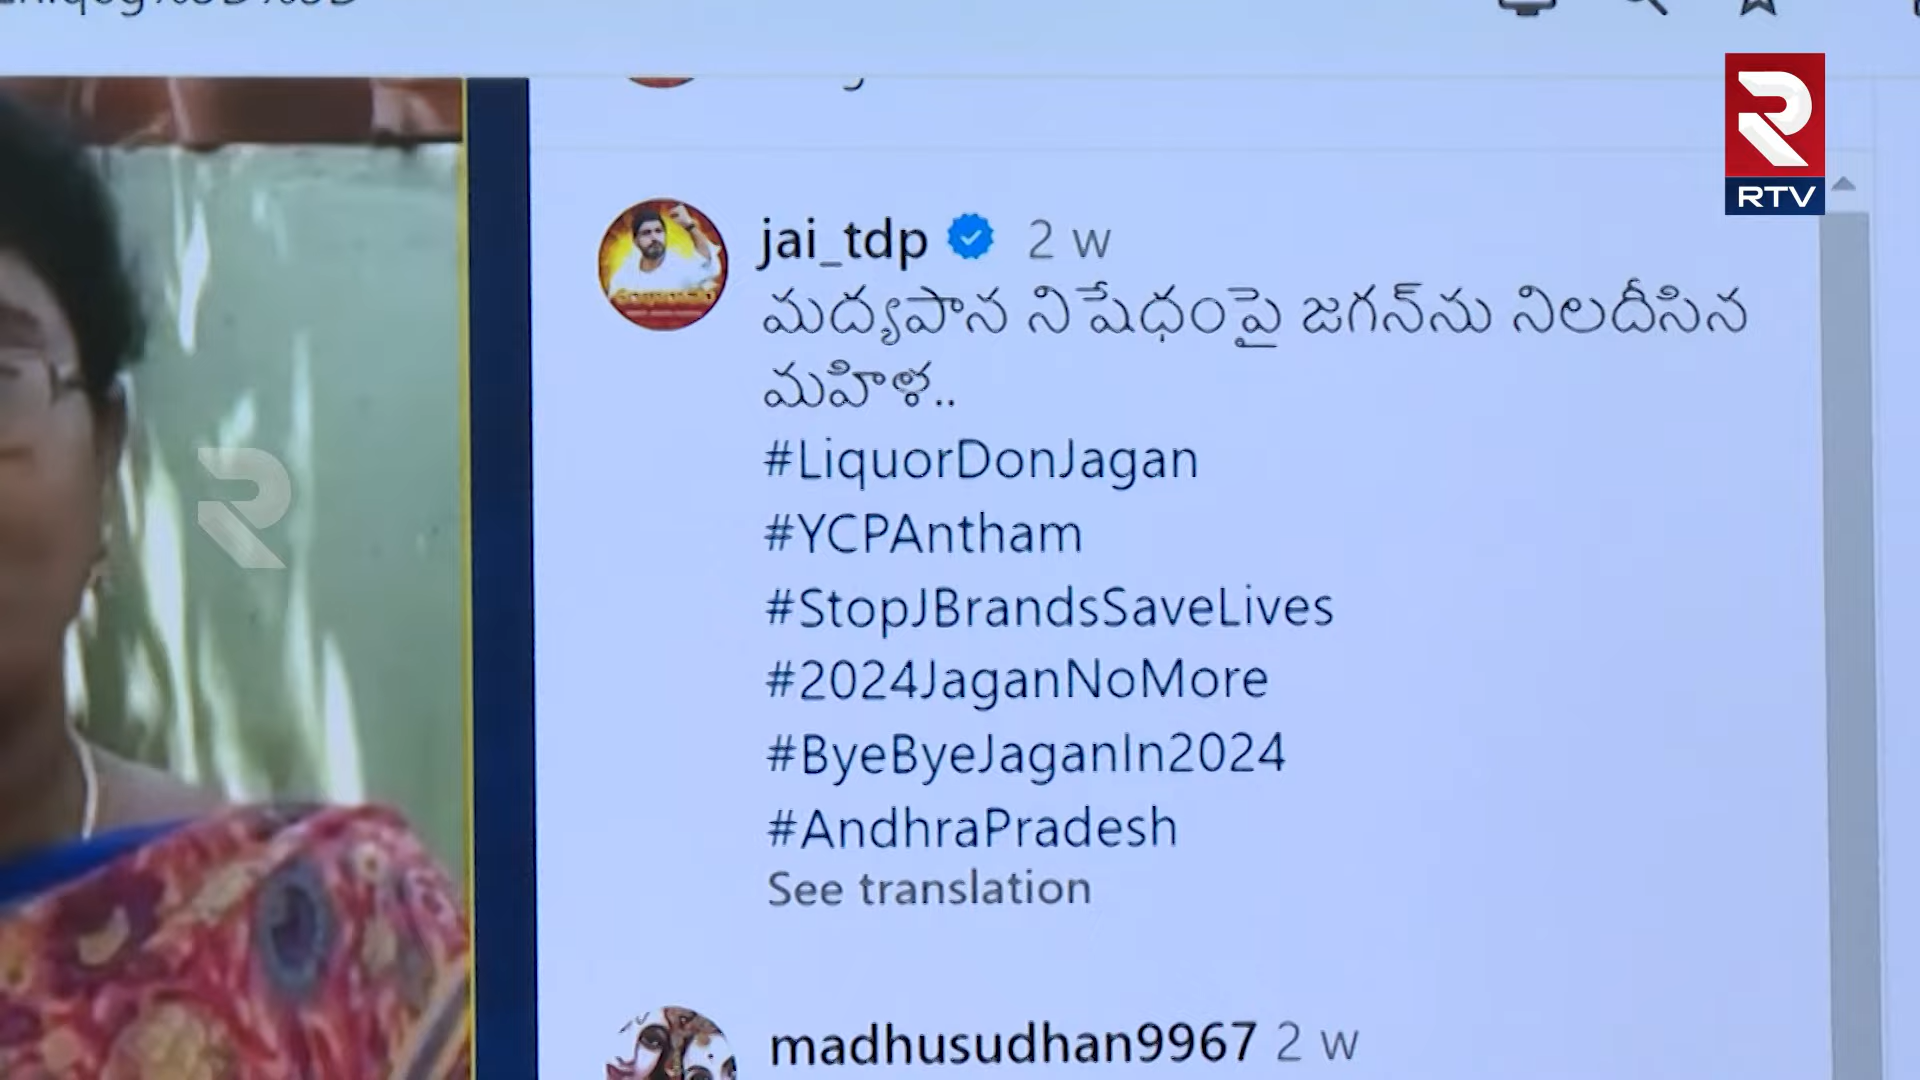 RTV
jai_tdp 2 w
మద్యపాన నిషేధంపై జగన్‌ను నిలదీసిన
మహిళ..
#LiquorDonJagan
#YCPAntham
#StopJBrandsSaveLives
#2024JaganNoMore
#ByeByeJaganIn2024
#AndhraPradesh
See translation
madhusudhan9967 2 w